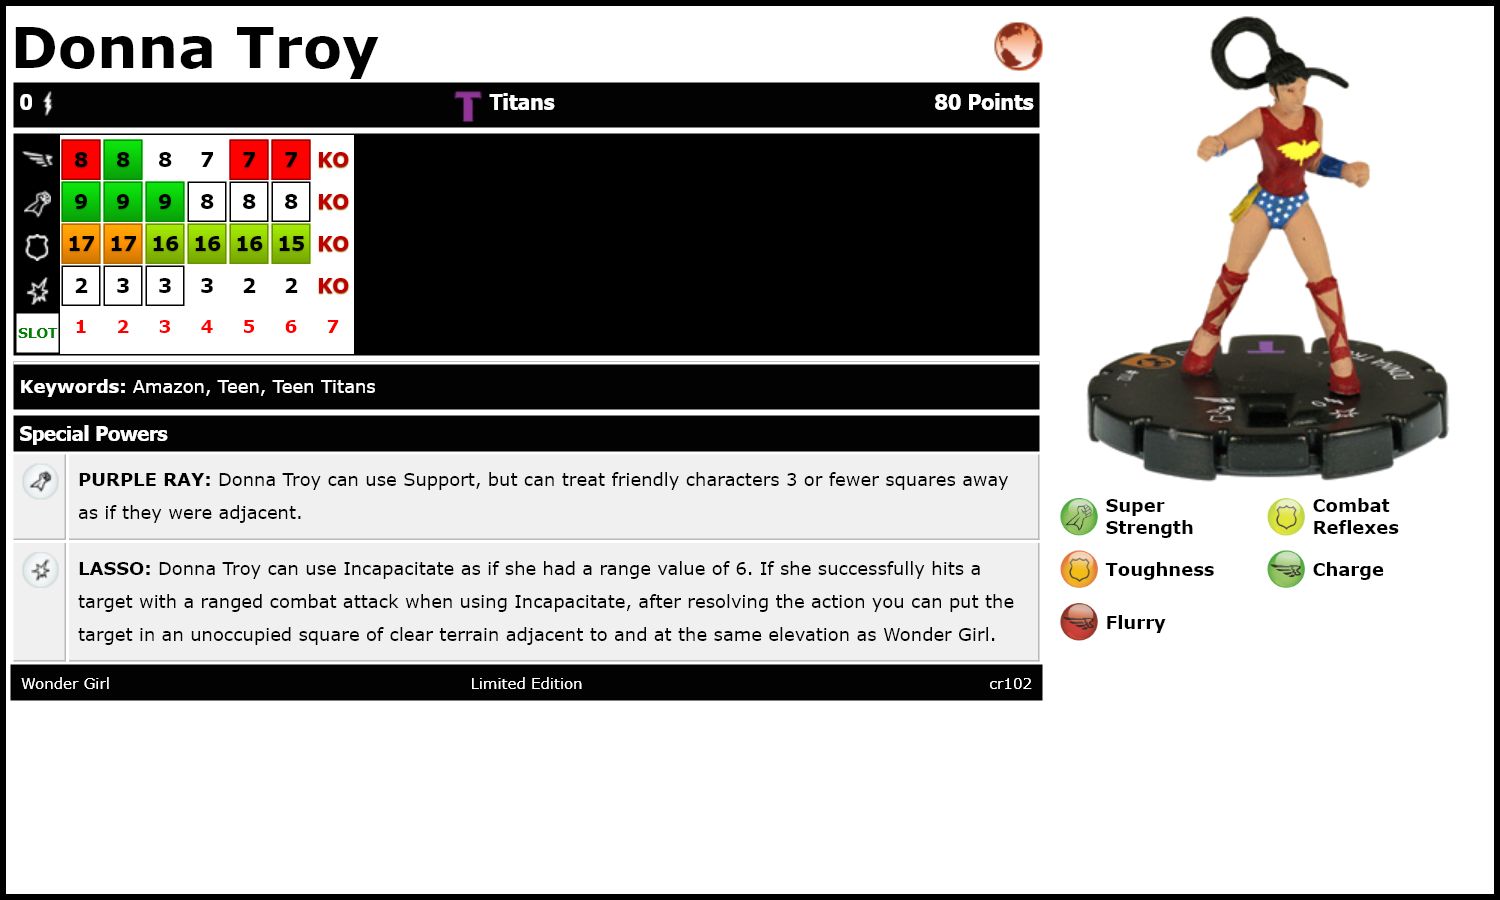 Donna Troy
0 T Titans 80 Points
8 8 8 7 7 7 KO
9 9 9 8 8 8 KO
17 17 16 16 16 15 KO
2 3 3 3 2 2 KO
SLOT 1 2 3 4 5 6 7
Keywords: Amazon, Teen, Teen Titans
Special Powers
PURPLE RAY: Donna Troy can use Support, but can treat friendly characters 3 or fewer squares away
as if they were adjacent.
LASSO: Donna Troy can use Incapacitate as if she had a range value of 6. If she successfully hits a
target with a ranged combat attack when using Incapacitate, after resolving the action you can put the
target in an unoccupied square of clear terrain adjacent to and at the same elevation as Wonder Girl.
Wonder Girl Limited Edition cr102
DONNA TRO
Super
Strength
Combat
Reflexes
Toughness
Charge
Flurry